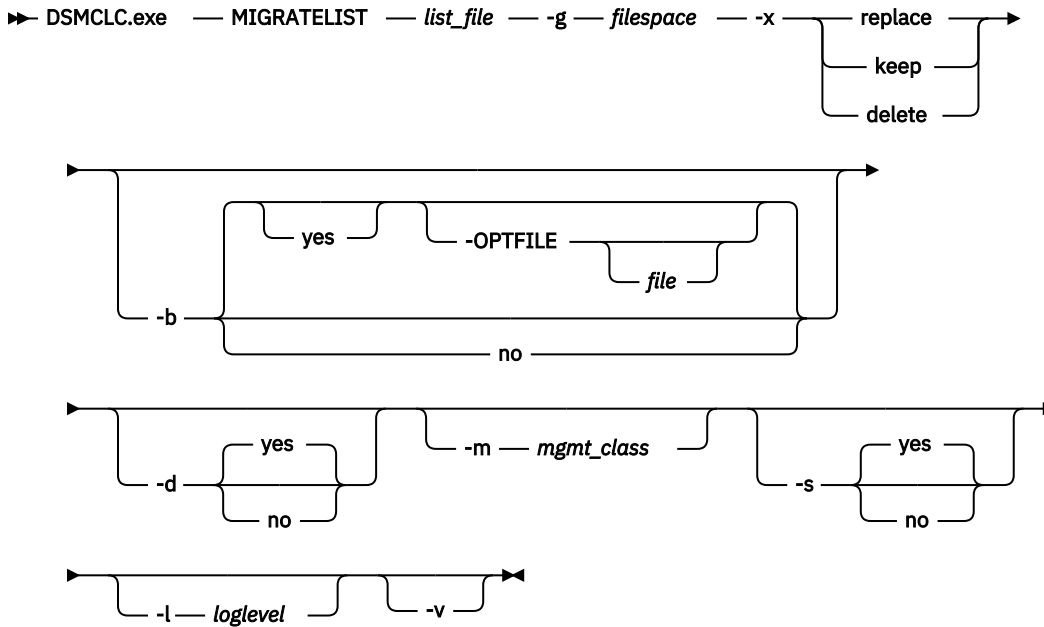 DSMCLC.exe MIGRATELIST list_file -g filespace -x replace
keep
delete
yes -OPTFILE
file
-b
no
yes -m mgmt_class yes
-d -s
no no
-l loglevel -v